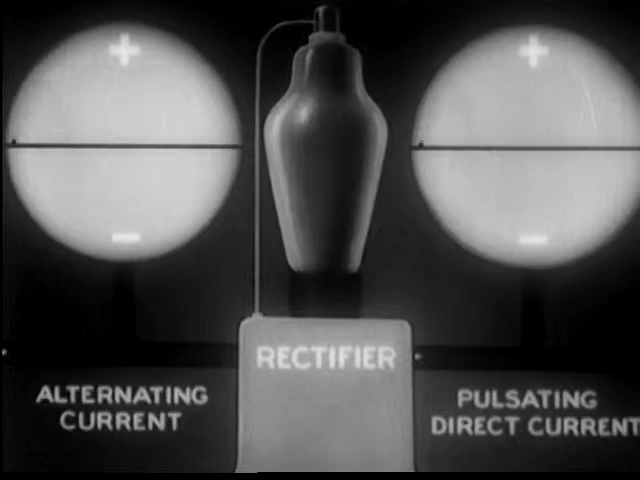 +
+
RECTIFIER
ALTERNATING
CURRENT
PULSATING
DIRECT CURRENT
-
-